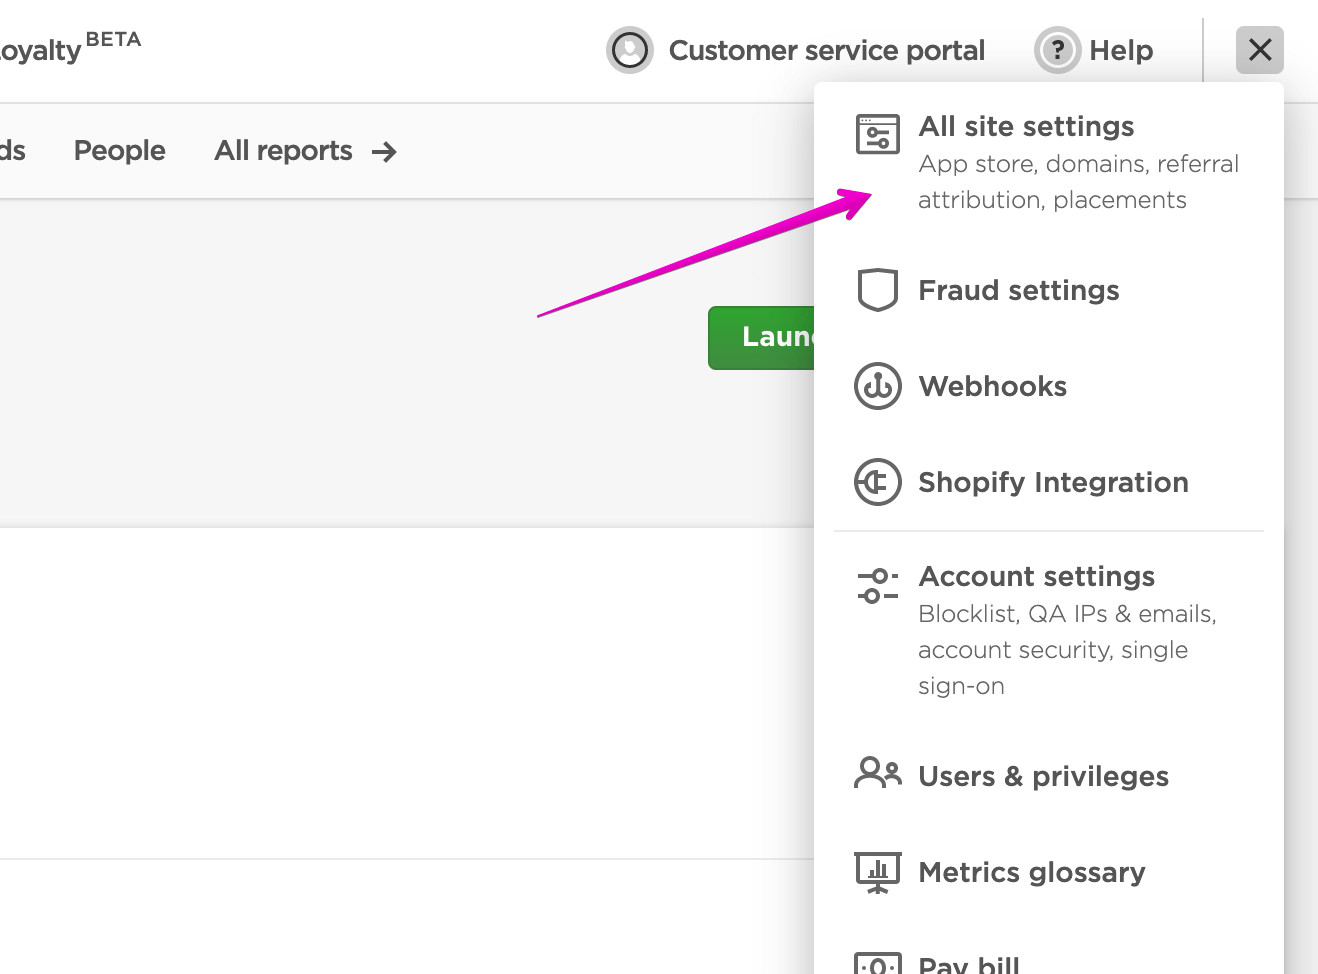 oyalty BETA
Customer service portal
? Help
ds People All reports →
All site settings
App store, domains, referral
attribution, placements
Fraud settings
Laun
Webhooks
Shopify Integration
Account settings
Blocklist, QA IPs & emails,
account security, single
sign-on
Users & privileges
Metrics glossary
Pay bill